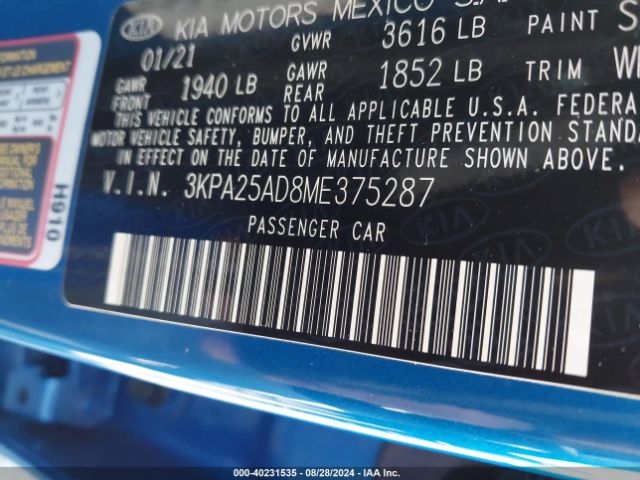 KIA KIA MOTORS MEXICO S.A.
01/21 GVWR 3616 LB PAINT S
GAWR FRONT 1940 LB GAWR REAR 1852 LB TRIM W
THIS VEHICLE CONFORMS TO ALL APPLICABLE U.S.A. FEDERA
MOTOR VEHICLE SAFETY, BUMPER, AND THEFT PREVENTION STANDA
IN EFFECT ON THE DATE OF MANUFACTURE SHOWN ABOVE.
V.I.N. 3KPA25AD8ME375287
PASSENGER CAR
H910
000-40231535 - 08/28/2024 - IAA Inc.